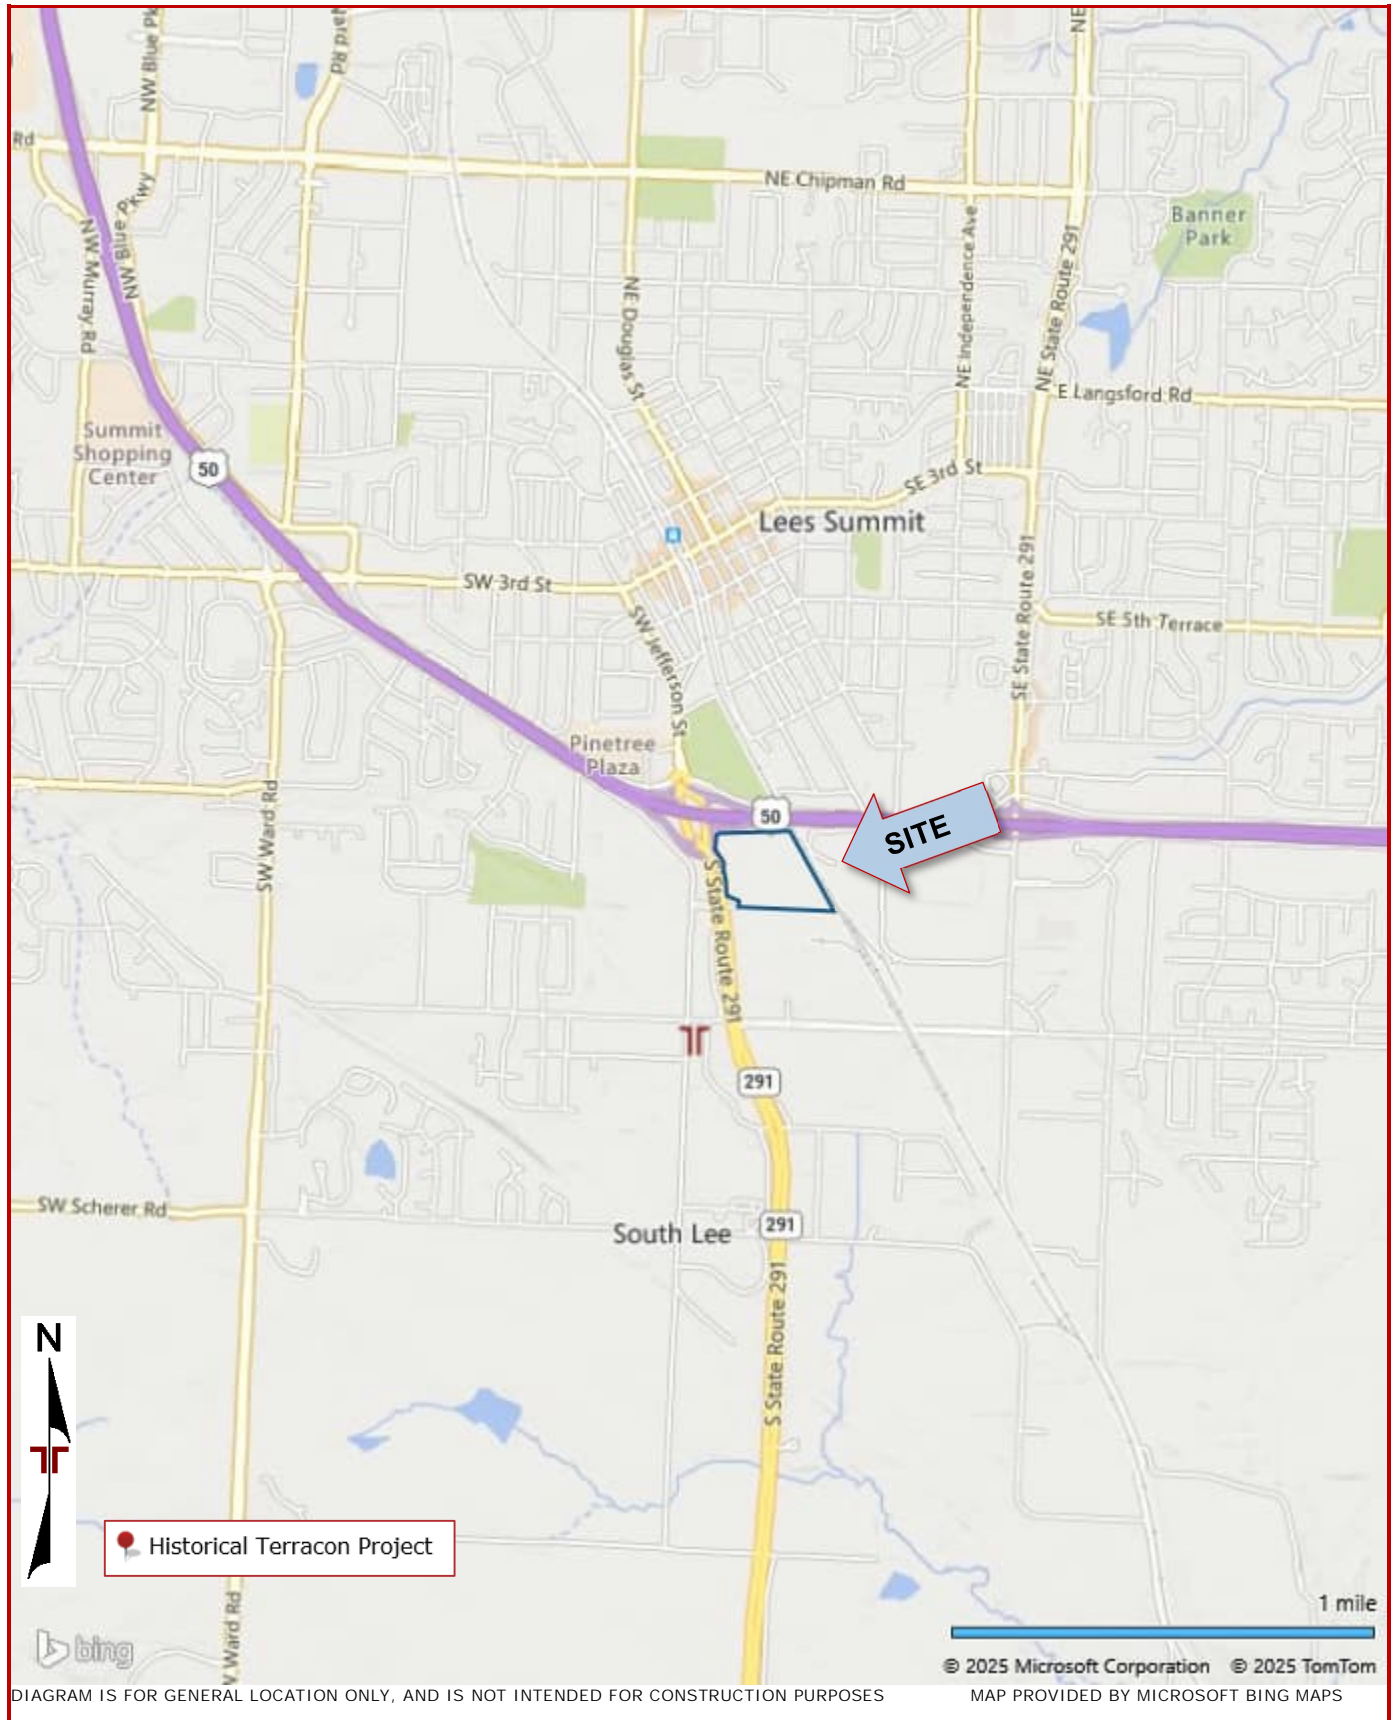 NW Blue Pk
Ward Rd
NE
Rd
NE Chipman Rd
NW Blue Pkwy
NW Murray Rd
Banner
Park
NE Independence Ave
NE State Route 291
NE Douglas St
E Langsford Rd
Summit
Shopping
Center
50
SE 3rd St
Lees Summit
SW 3rd St
SW Jefferson St
SE State Route 291
SE 5th Terrace
Pinetree
Plaza
SW Ward Rd
50
SITE
S State Route 291
291
SW Scherer Rd
South Lee
291
S State Route 291
N
Historical Terracon Project
V Ward Rd
1 mile
bing
© 2025 Microsoft Corporation © 2025 TomTom
DIAGRAM IS FOR GENERAL LOCATION ONLY, AND IS NOT INTENDED FOR CONSTRUCTION PURPOSES
MAP PROVIDED BY MICROSOFT BING MAPS